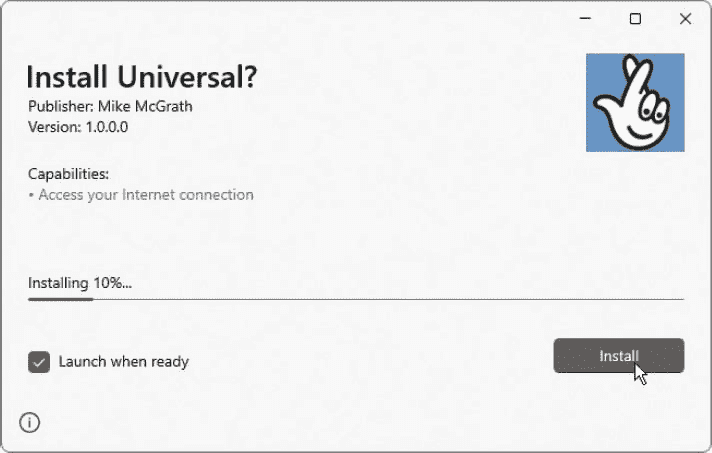 Install Universal?
Publisher: Mike McGrath
Version: 1.0.0.0
Capabilities:
• Access your Internet connection
Installing 10%...
Launch when ready
Install